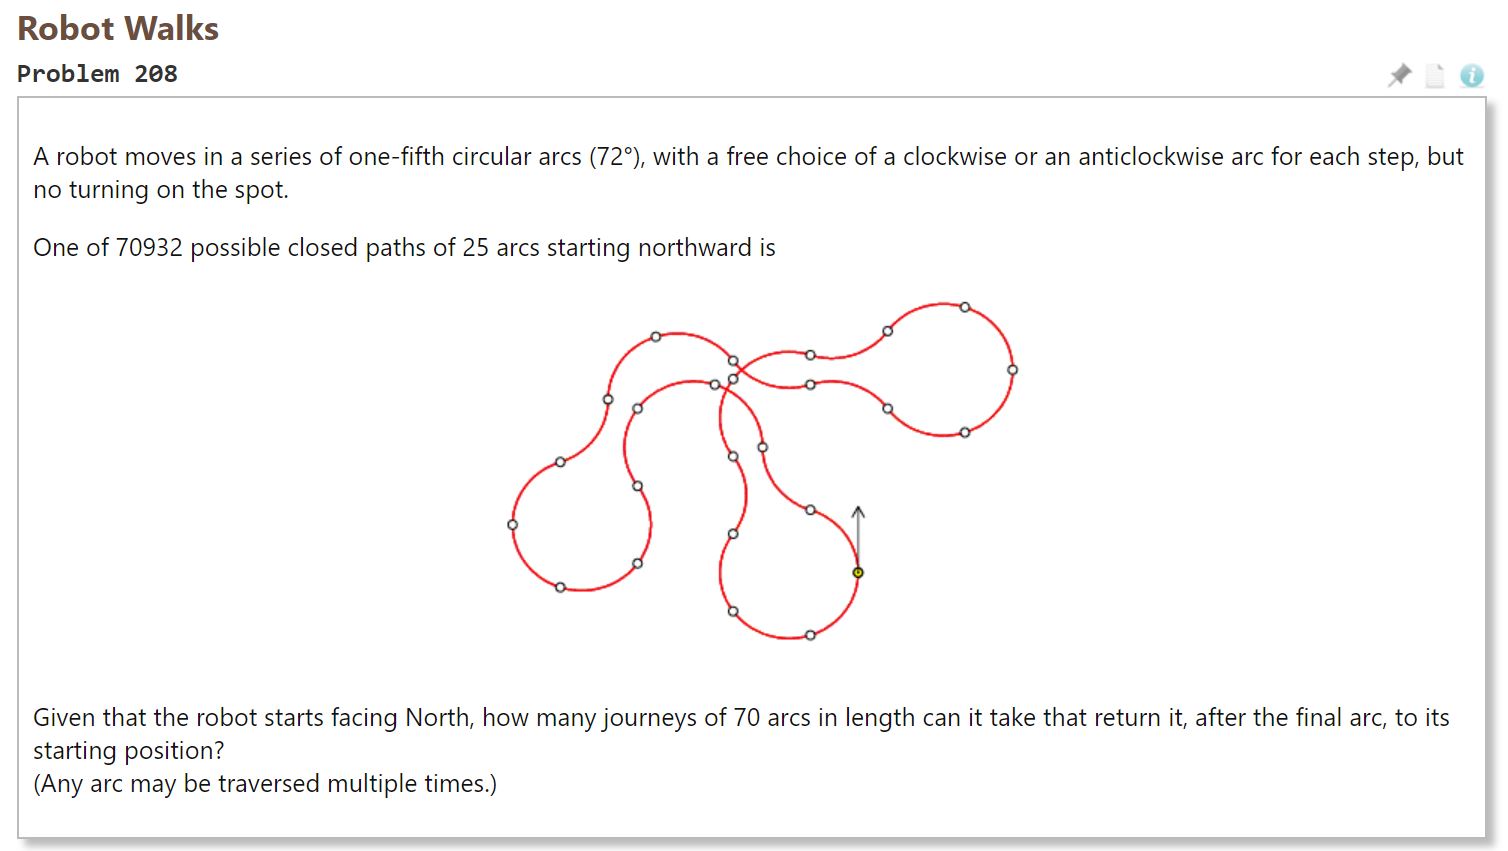 Robot Walks
Problem 208
A robot moves in a series of one-fifth circular arcs (72°), with a free choice of a clockwise or an anticlockwise arc for each step, but
no turning on the spot.
One of 70932 possible closed paths of 25 arcs starting northward is
Given that the robot starts facing North, how many journeys of 70 arcs in length can it take that return it, after the final arc, to its
starting position?
(Any arc may be traversed multiple times.)